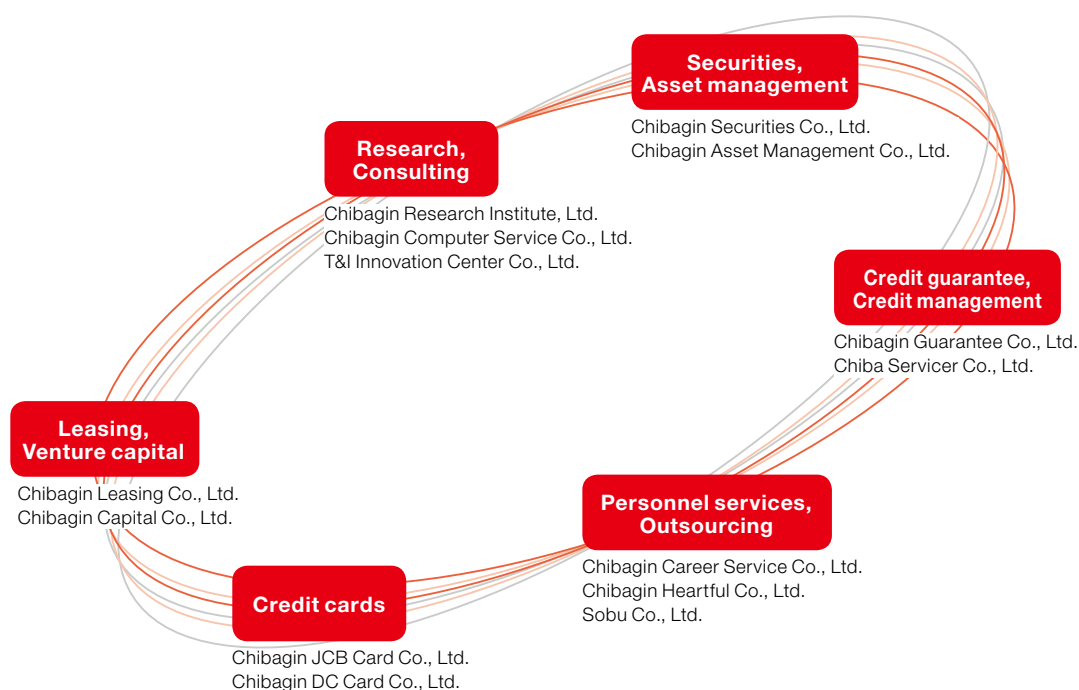 Securities,
Asset management
Chibagin Securities Co., Ltd.
Chibagin Asset Management Co., Ltd.
Research,
Consulting
Chibagin Research Institute, Ltd.
Chibagin Computer Service Co., Ltd.
T&I Innovation Center Co., Ltd.
Credit guarantee,
Credit management
Chibagin Guarantee Co., Ltd.
Chiba Servicer Co., Ltd.
Leasing,
Venture capital
Chibagin Leasing Co., Ltd.
Chibagin Capital Co., Ltd.
Personnel services,
Outsourcing
Chibagin Career Service Co., Ltd.
Chibagin Heartful Co., Ltd.
Sobu Co., Ltd.
Credit cards
Chibagin JCB Card Co., Ltd.
Chibagin DC Card Co., Ltd.